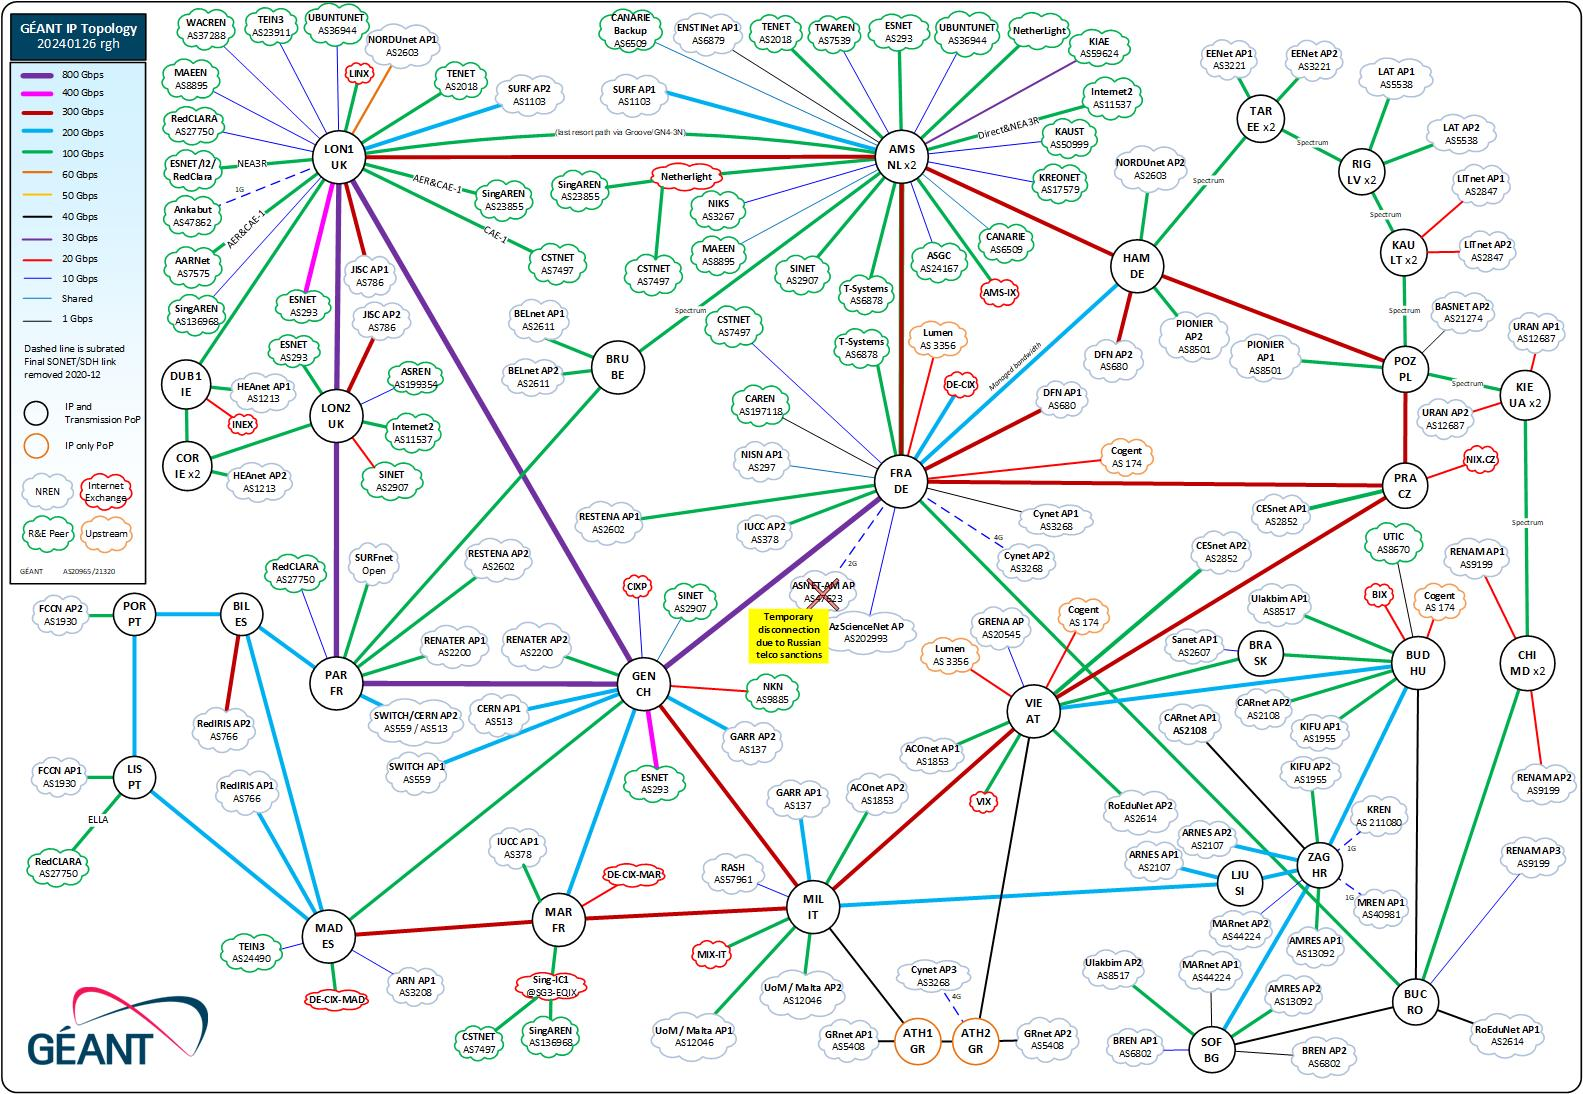 GÉANT IP Topology
20240126 rgh
800 Gbps
400 Gbps
300 Gbps
200 Gbps
100 Gbps
60 Gbps
50 Gbps
40 Gbps
30 Gbps
20 Gbps
10 Gbps
Shared
1 Gbps
Dashed line is subrated
Final SONET/SDH link
removed 2020-12
IP and
Transmission PoP
IP only PoP
NREN
Internet
Exchange
R&E Peer
Upstream
GÉANT AS20965/21320
WACREN
AS37288
TEIN3
AS23911
UBUNTUNET
AS36944
NORDUnet AP1
AS2603
LINX
TENET
AS2018
SURF AP2
AS1103
MAEEN
AS8895
RedCLARA
AS27750
ESNET/I2/
RedClara
NEA3R
1G
Ankabut
AS47862
AER&CAE-1
AARNet
AS7575
SingAREN
AS136968
LON1
UK
(last resort path via Groove/GN4-3N)
AER&CAE-1
SingAREN
AS23855
CAE-1
CSTNET
AS7497
ESNET
AS293
JISC AP1
AS786
JISC AP2
AS786
ESNET
AS293
ASREN
AS199354
Internet2
AS11537
SINET
AS2907
LON2
UK
DUB1
IE
HEAnet AP1
AS1213
INEX
COR
IE x2
HEAnet AP2
AS1213
CANARIE
Backup
AS6509
ENSTINet AP1
AS6879
TENET
AS2018
TWAREN
AS7539
ESNET
AS293
UBUNTUNET
AS36944
NetherLight
KIAE
AS59624
SURF AP1
AS1103
Internet2
AS11537
Direct&NEA3R
KAUST
AS50999
KREONET
AS17579
AMS
NL x2
SingAREN
AS23855
Netherlight
CSTNET
AS7497
NIKS
AS3267
MAEEN
AS8895
SINET
AS2907
T-Systems
AS6878
ASGC
AS24167
CANARIE
AS6509
AMS-IX
Spectrum
BELnet AP1
AS2611
BELnet AP2
AS2611
BRU
BE
CSTNET
AS7497
T-Systems
AS6878
Lumen
AS 3356
DE-CIX
Managed bandwidth
DFN AP1
AS680
DFN AP2
AS680
CAREN
AS197118
NISN AP1
AS297
RESTENA AP1
AS2602
IUCC AP2
AS378
FRA
DE
Cogent
AS 174
Cynet AP1
AS3268
4G
Cynet AP2
AS3268
2G
ASNET-AM AP
AS47623
AzScienceNet AP
AS202993
Temporary
disconnection
due to Russian
telco sanctions
NORDUnet AP2
AS2603
HAM
DE
PIONIER
AP2
AS8501
PIONIER
AP1
AS8501
EENet AP1
AS3221
EENet AP2
AS3221
TAR
EE x2
Spectrum
Spectrum
LAT AP1
AS5538
LAT AP2
AS5538
RIG
LV x2
Spectrum
LITnet AP1
AS2847
LITnet AP2
AS2847
KAU
LT x2
Spectrum
BASNET AP2
AS21274
POZ
PL
Spectrum
URAN AP1
AS12687
URAN AP2
AS12687
KIE
UA x2
NIX.CZ
PRA
CZ
CESnet AP1
AS2852
CESnet AP2
AS2852
Spectrum
UTIC
AS8670
RENAM AP1
AS9199
BIX
Cogent
AS 174
Ulakbim AP1
AS8517
Sanet AP1
AS2607
BRA
SK
BUD
HU
CHI
MD x2
RENAM AP2
AS9199
RENAM AP3
AS9199
CARnet AP2
AS2108
KIFU AP1
AS1955
CARnet AP1
AS2108
KIFU AP2
AS1955
FCCN AP2
AS1930
POR
PT
BIL
ES
RedCLARA
AS27750
SURFnet
Open
RESTENA AP2
AS2602
RENATER AP1
AS2200
RENATER AP2
AS2200
PAR
FR
SWITCH/CERN AP2
AS559 / AS513
CERN AP1
AS513
SWITCH AP1
AS559
CIXP
SINET
AS2907
GEN
CH
NKN
AS9885
GARR AP2
AS137
ESNET
AS293
RedIRIS AP2
AS766
RedIRIS AP1
AS766
FCCN AP1
AS1930
LIS
PT
ELLA
RedCLARA
AS27750
MAD
ES
TEIN3
AS24490
DE-CIX-MAD
ARN AP1
AS3208
IUCC AP1
AS378
DE-CIX-MAR
MAR
FR
Sing-IC1
@SG3-EQIX
CSTNET
AS7497
SingAREN
AS136968
GRENA AP
AS20545
Cogent
AS 174
Lumen
AS 3356
VIE
AT
ACOnet AP1
AS1853
ACOnet AP2
AS1853
VIX
RoEduNet AP2
AS2614
GARR AP1
AS137
RASH
AS57961
MIL
IT
MIX-IT
UoM / Malta AP2
AS12046
UoM / Malta AP1
AS12046
Cynet AP3
AS3268
4G
GRnet AP1
AS5408
ATH1
GR
ATH2
GR
GRnet AP2
AS5408
ARNES AP2
AS2107
ARNES AP1
AS2107
LJU
SI
ZAG
HR
KREN
AS 211080
1G
1G
MREN AP1
AS40981
MARnet AP2
AS44224
AMRES AP1
AS13092
Ulakbim AP2
AS8517
MARnet AP1
AS44224
AMRES AP2
AS13092
BREN AP1
AS6802
SOF
BG
BREN AP2
AS6802
BUC
RO
RoEduNet AP1
AS2614
GÉANT